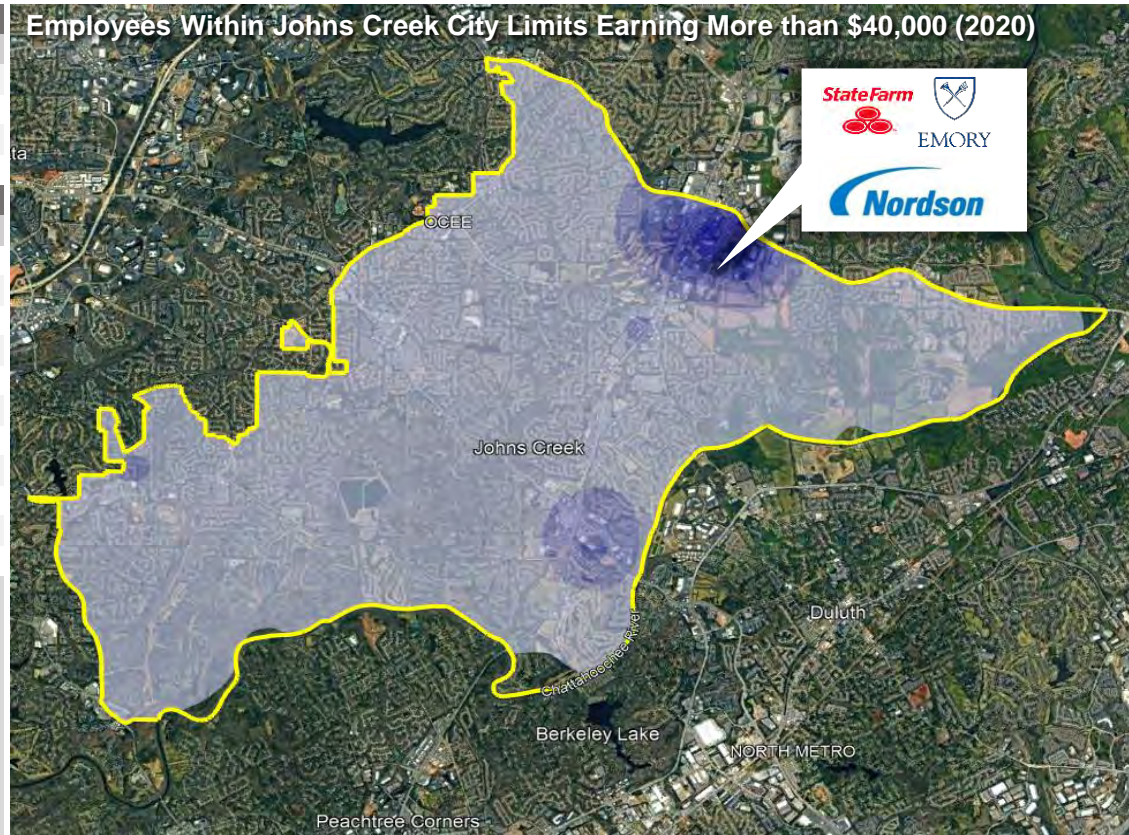 Employees Within Johns Creek City Limits Earning More than $40,000 (2020)
StateFarm
EMORY
Nordson
ta
OCEE
Johns Creek
Duluth
Chattahoochee River
Berkeley Lake
NORTH METRO
Peachtree Corners